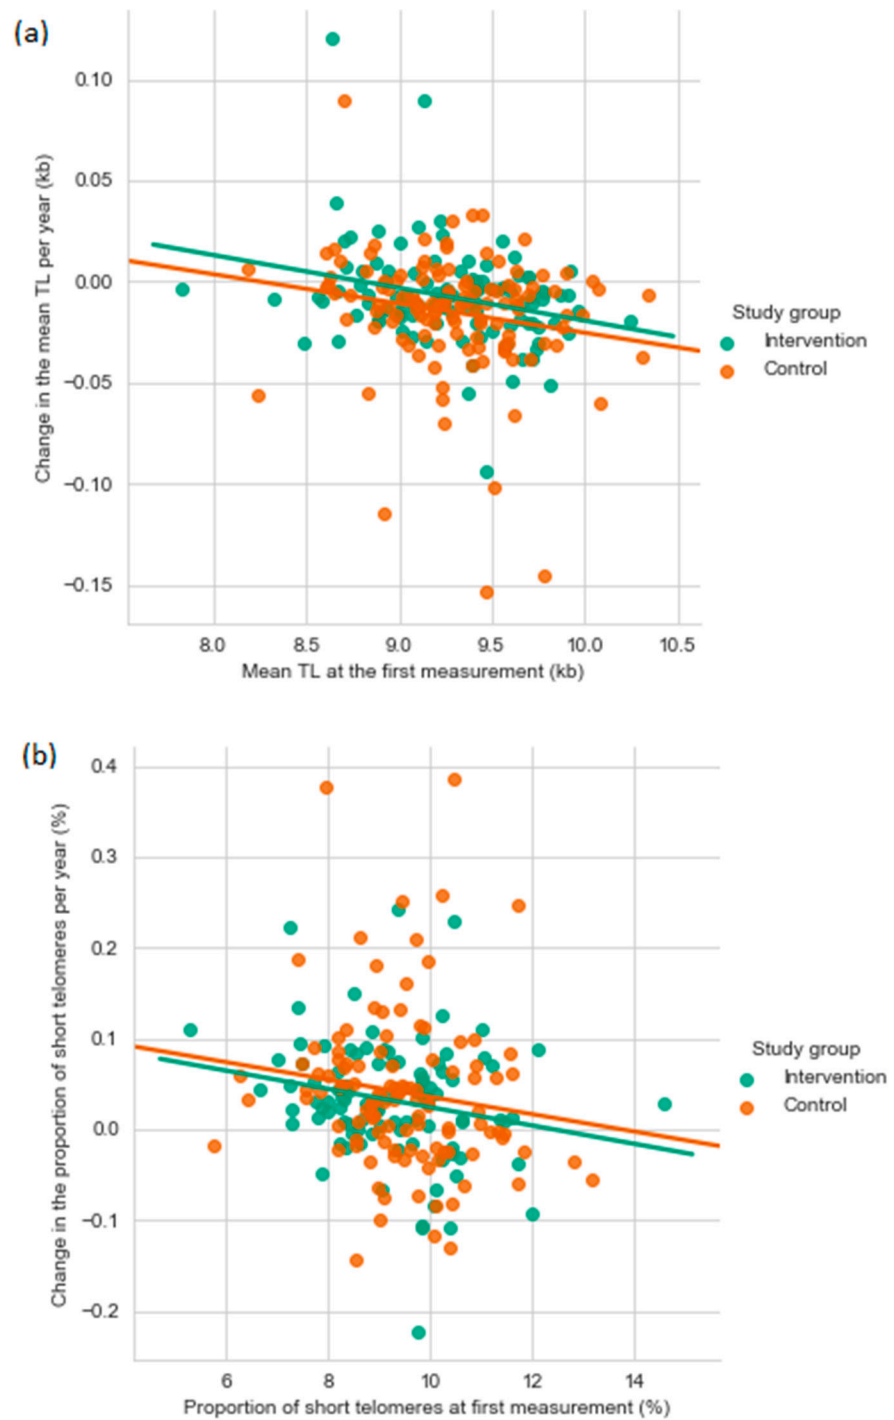 (a)
0.10
0.05
0.00
−0.05
−0.10
−0.15
Change in the mean TL per year (kb)
8.0 8.5 9.0 9.5 10.0 10.5
Mean TL at the first measurement (kb)
Study group
Intervention
Control
(b)
0.4
0.3
0.2
0.1
0.0
−0.1
−0.2
Change in the proportion of short telomeres per year (%)
6 8 10 12 14
Proportion of short telomeres at first measurement (%)
Study group
Intervention
Control